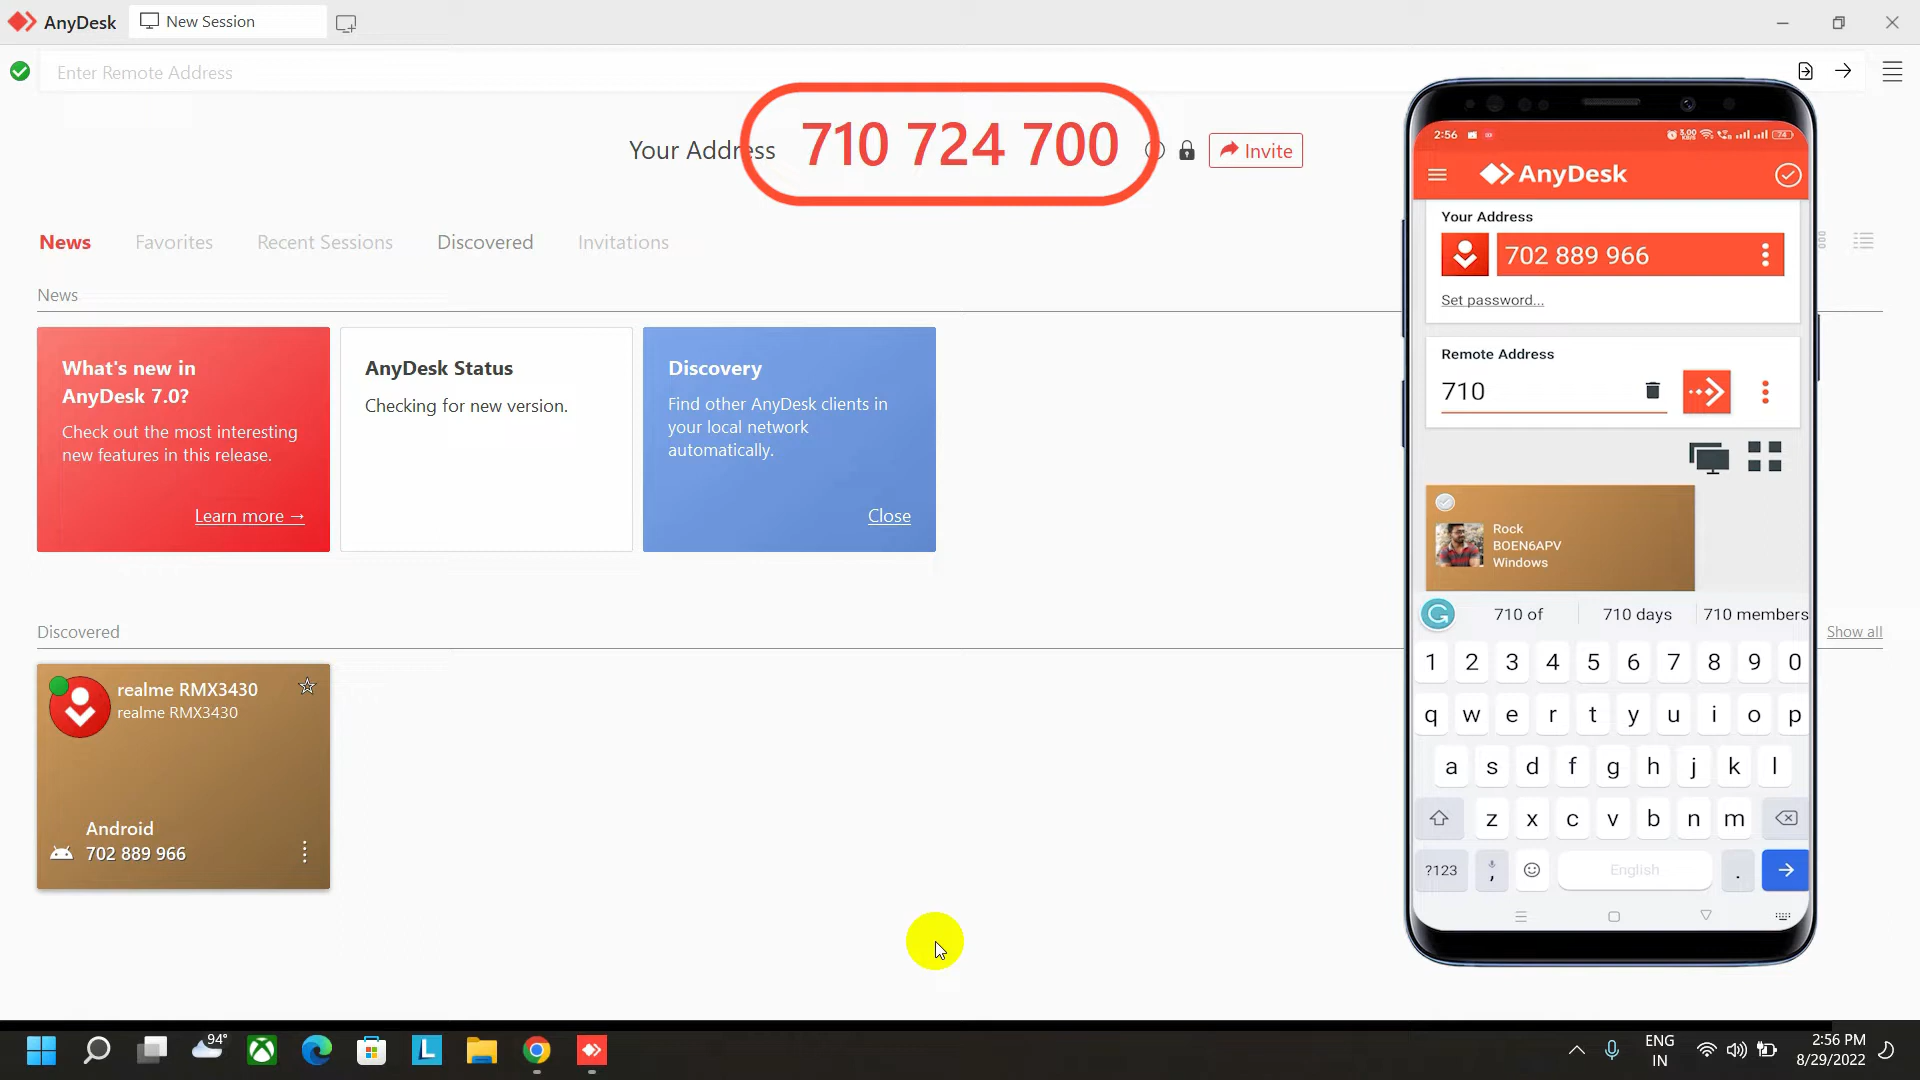 AnyDesk
New Session
Enter Remote Address
Your Address 710 724 700
Invite
News Favorites Recent Sessions Discovered Invitations
News
What's new in
AnyDesk 7.0?
Check out the most interesting
new features in this release.
Learn more →
AnyDesk Status
Checking for new version.
Discovery
Find other AnyDesk clients in
your local network
automatically.
Close
Discovered
Show all
realme RMX3430
realme RMX3430
Android
702 889 966
2:56
3.00
74
AnyDesk
Your Address
702 889 966
Set password...
Remote Address
710
Rock
BOEN6APV
Windows
710 of 710 days 710 members
1 2 3 4 5 6 7 8 9 0
q w e r t y u i o p
a s d f g h j k l
z x c v b n m
?123 , English .
94°
L
ENG
IN
2:56 PM
8/29/2022